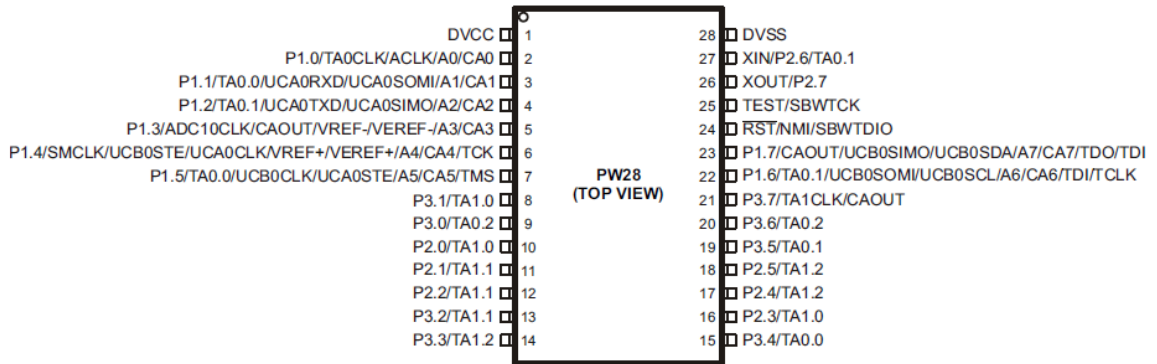 DVCC 1 28 DVSS
P1.0/TA0CLK/ACLK/A0/CA0 2 27 XIN/P2.6/TA0.1
P1.1/TA0.0/UCA0RXD/UCA0SOMI/A1/CA1 3 26 XOUT/P2.7
P1.2/TA0.1/UCA0TXD/UCA0SIMO/A2/CA2 4 25 TEST/SBWTCK
P1.3/ADC10CLK/CAOUT/VREF-/VEREF-/A3/CA3 5 24 RST/NMI/SBWTDIO
P1.4/SMCLK/UCB0STE/UCA0CLK/VREF+/VEREF+/A4/CA4/TCK 6 23 P1.7/CAOUT/UCB0SIMO/UCB0SDA/A7/CA7/TDO/TDI
P1.5/TA0.0/UCB0CLK/UCA0STE/A5/CA5/TMS 7 PW28 22 P1.6/TA0.1/UCB0SOMI/UCB0SCL/A6/CA6/TDI/TCLK
P3.1/TA1.0 8 (TOP VIEW) 21 P3.7/TA1CLK/CAOUT
P3.0/TA0.2 9 20 P3.6/TA0.2
P2.0/TA1.0 10 19 P3.5/TA0.1
P2.1/TA1.1 11 18 P2.5/TA1.2
P2.2/TA1.1 12 17 P2.4/TA1.2
P3.2/TA1.1 13 16 P2.3/TA1.0
P3.3/TA1.2 14 15 P3.4/TA0.0